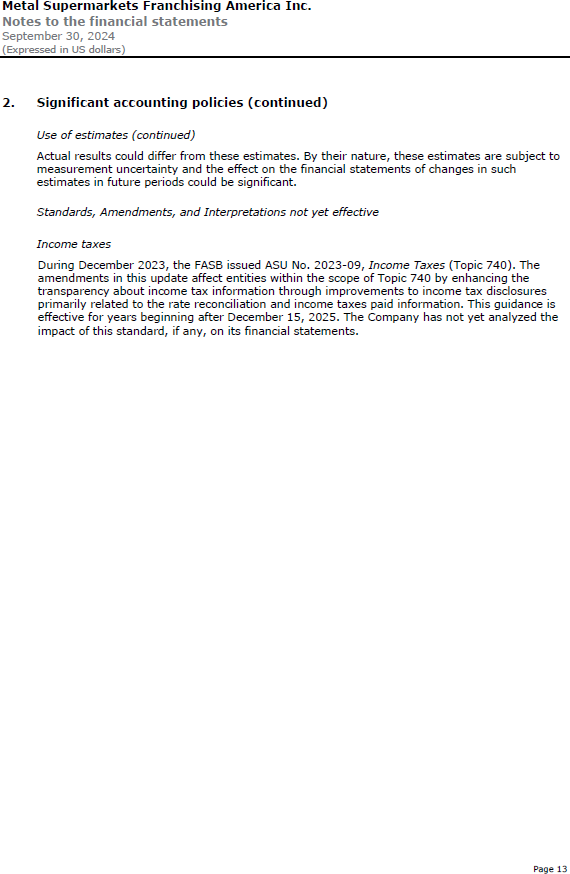 Metal Supermarkets Franchising America Inc.
Notes to the financial statements
September 30, 2024
(Expressed in US dollars)
2. Significant accounting policies (continued)
Use of estimates (continued)
Actual results could differ from these estimates. By their nature, these estimates are subject to
measurement uncertainty and the effect on the financial statements of changes in such
estimates in future periods could be significant.
Standards, Amendments, and Interpretations not yet effective
Income taxes
During December 2023, the FASB issued ASU No. 2023-09, Income Taxes (Topic 740). The
amendments in this update affect entities within the scope of Topic 740 by enhancing the
transparency about income tax information through improvements to income tax disclosures
primarily related to the rate reconciliation and income taxes paid information. This guidance is
effective for years beginning after December 15, 2025. The Company has not yet analyzed the
impact of this standard, if any, on its financial statements.
Page 13